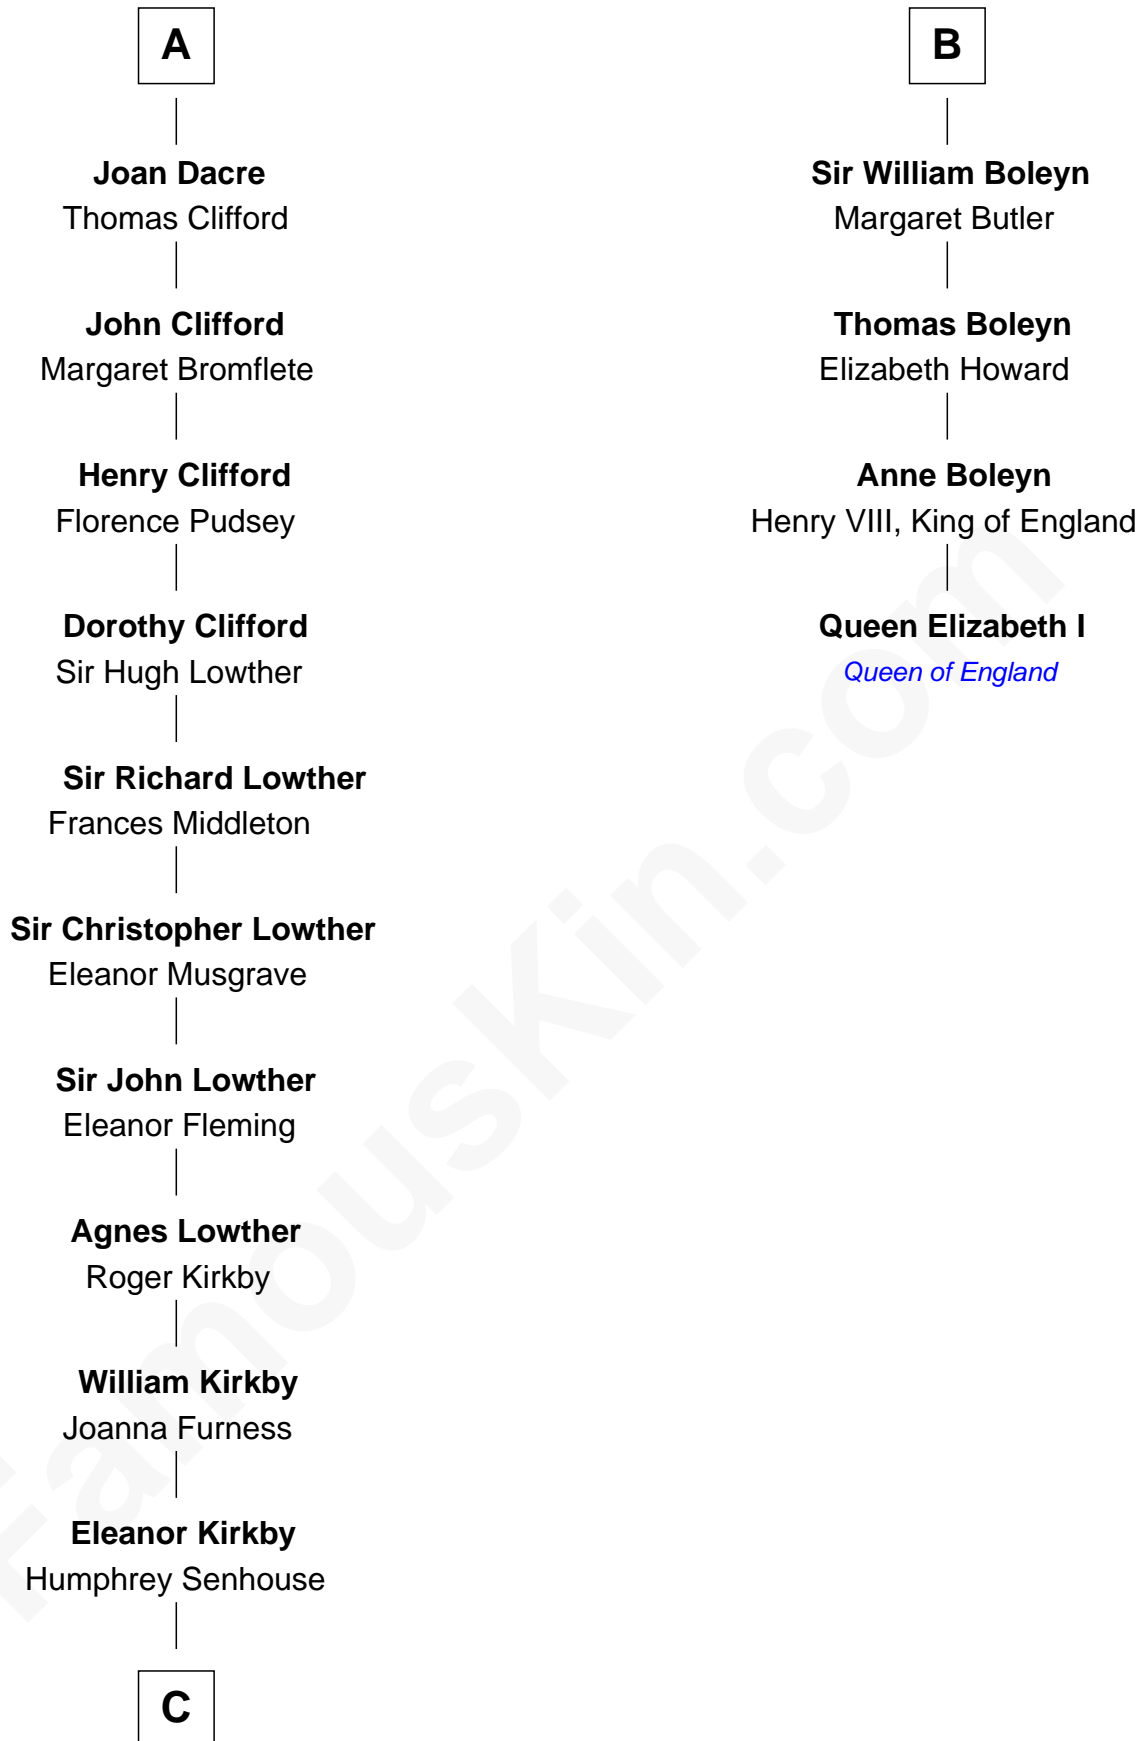 A
Joan Dacre
Thomas Clifford
John Clifford
Margaret Bromflete
Henry Clifford
Florence Pudsey
Dorothy Clifford
Sir Hugh Lowther
Sir Richard Lowther
Frances Middleton
Sir Christopher Lowther
Eleanor Musgrave
Sir John Lowther
Eleanor Fleming
Agnes Lowther
Roger Kirkby
William Kirkby
Joanna Furness
Eleanor Kirkby
Humphrey Senhouse
C
B
Sir William Boleyn
Margaret Butler
Thomas Boleyn
Elizabeth Howard
Anne Boleyn
Henry VIII, King of England
Queen Elizabeth I
Queen of England
FamousKin.com